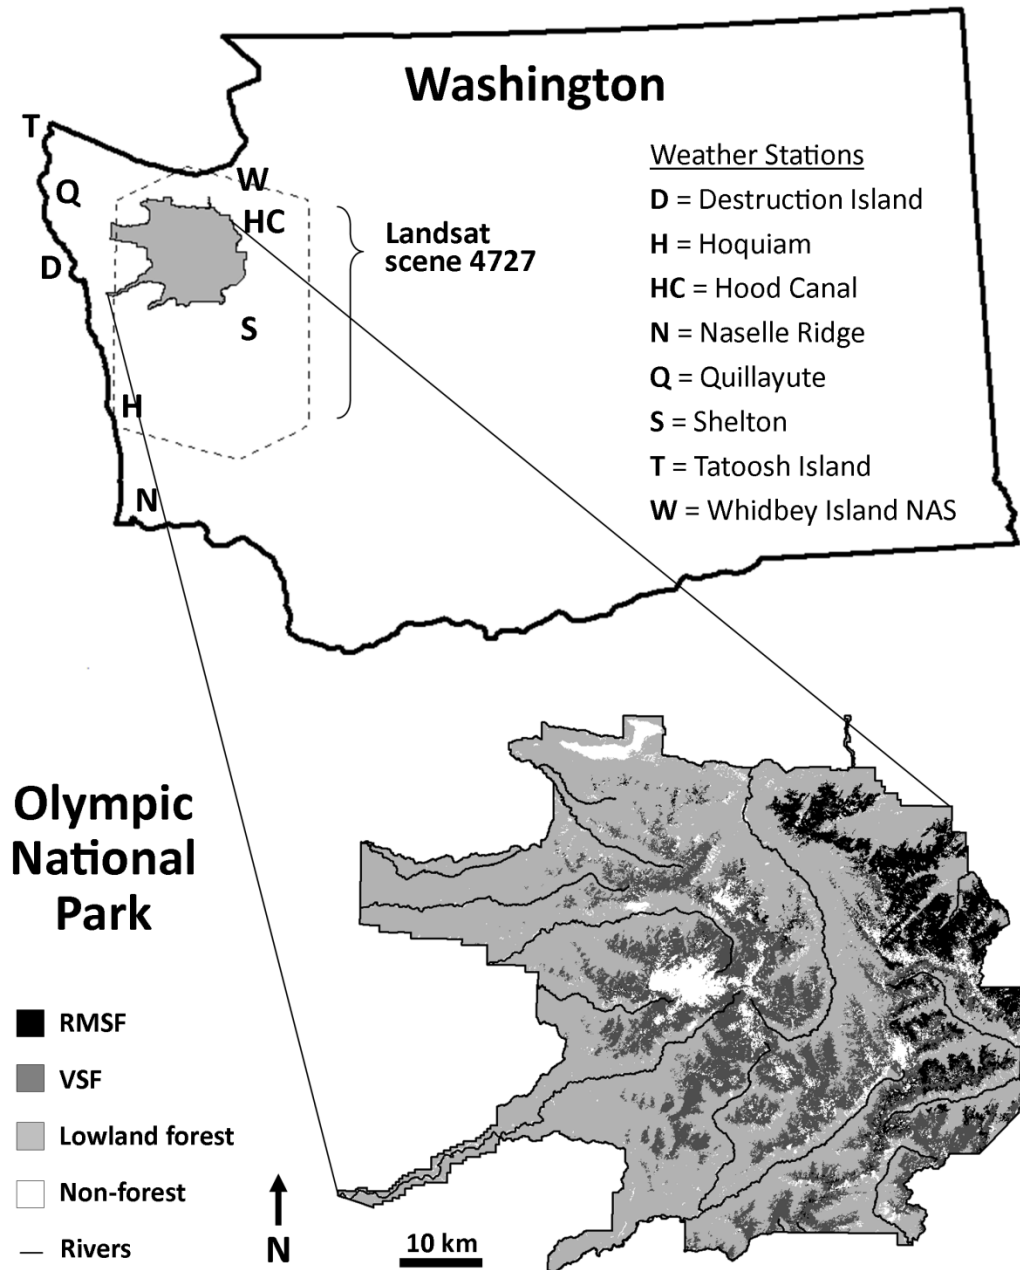 Washington
T
Q
W
HC
D
S
H
N
Landsat
scene 4727
Weather Stations
D = Destruction Island
H = Hoquiam
HC = Hood Canal
N = Naselle Ridge
Q = Quillayute
S = Shelton
T = Tatoosh Island
W = Whidbey Island NAS
Olympic
National
Park
RMSF
VSF
Lowland forest
Non-forest
Rivers
N
10 km